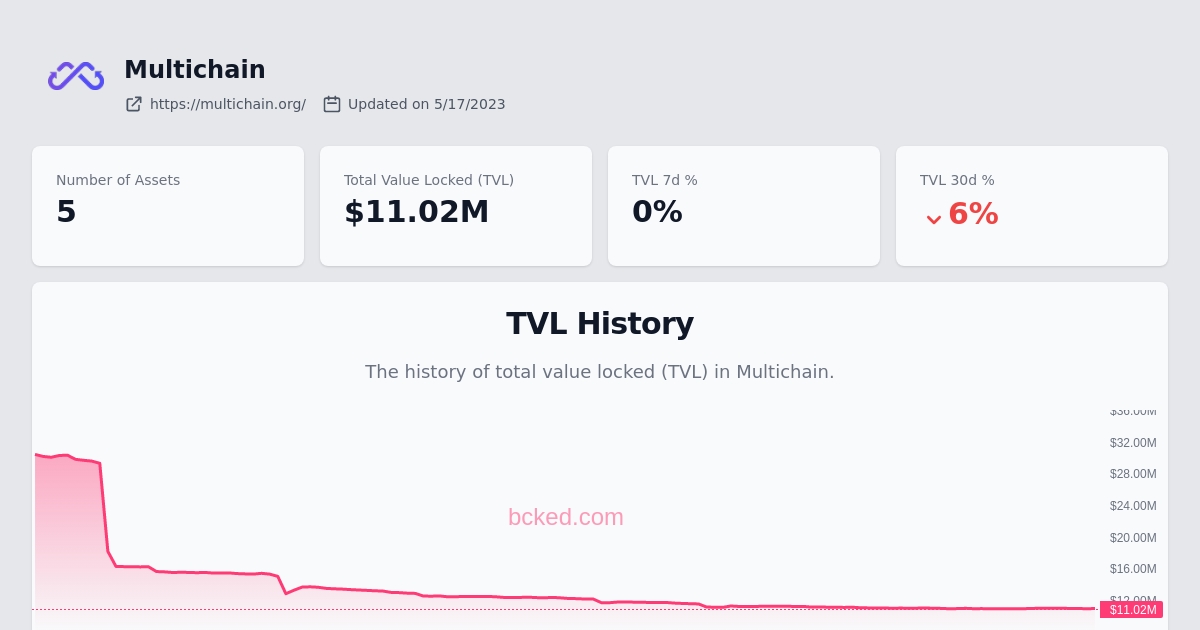 Multichain
https://multichain.org/ Updated on 5/17/2023
Number of Assets
5
Total Value Locked (TVL)
$11.02M
TVL 7d %
0%
TVL 30d %
6%
TVL History
The history of total value locked (TVL) in Multichain.
$36.00M
$32.00M
$28.00M
$24.00M
bcked.com
$20.00M
$16.00M
$12.00M
$11.02M